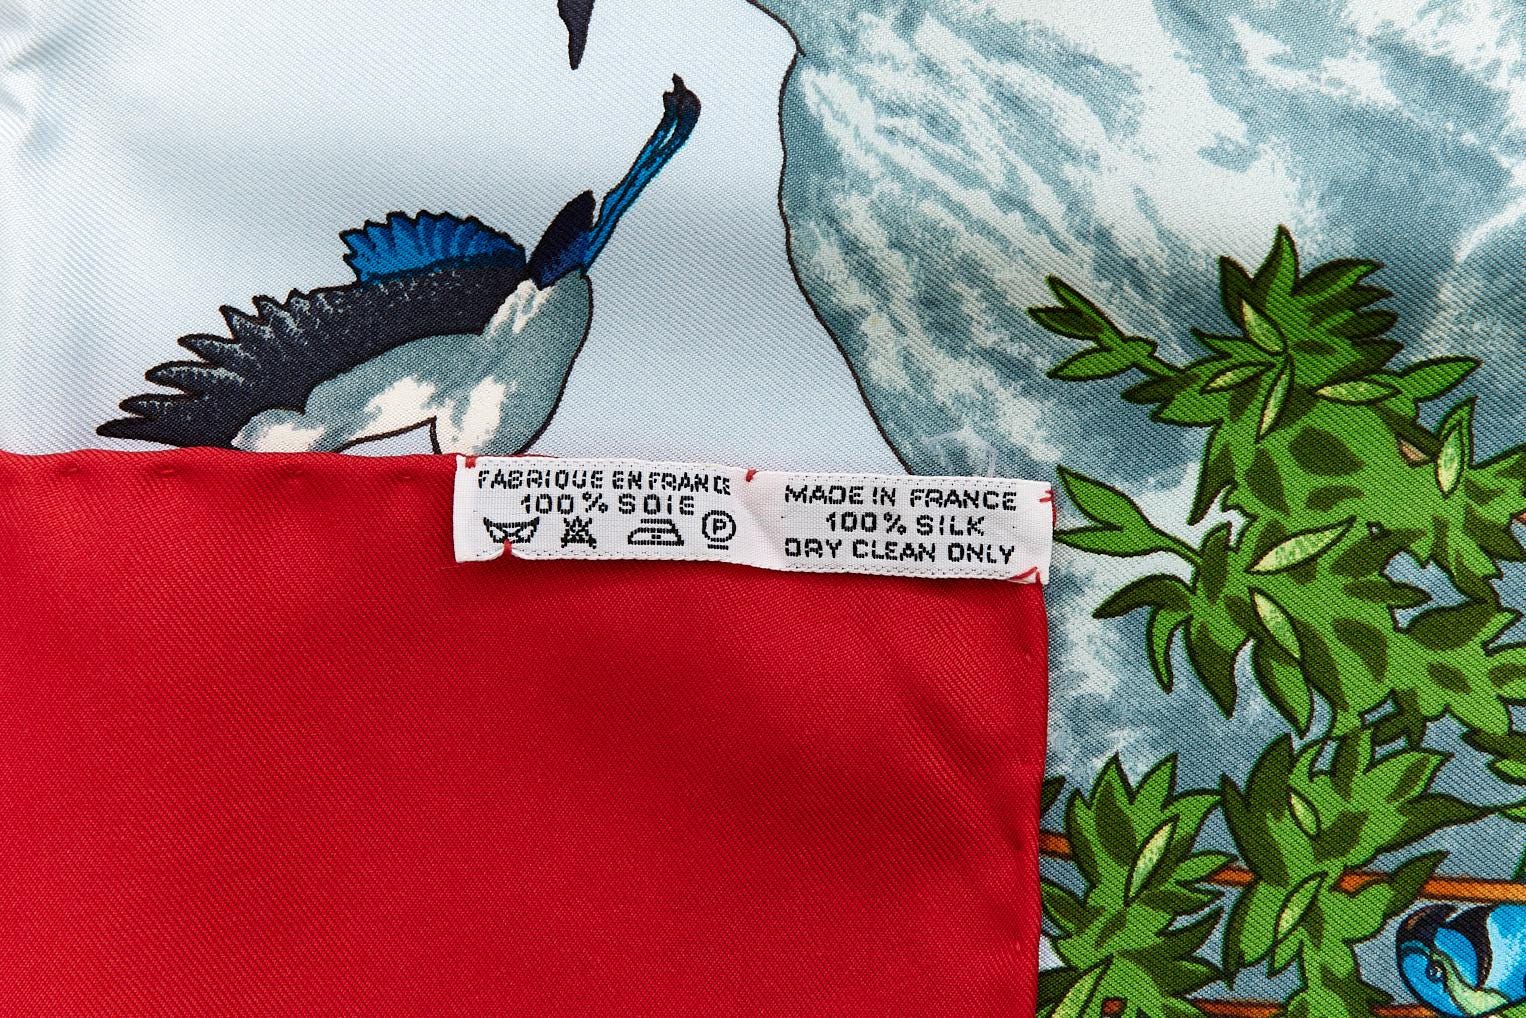 FABRIQUE EN FRANCE
100% SOIE
P
MADE IN FRANCE
100% SILK
DRY CLEAN ONLY